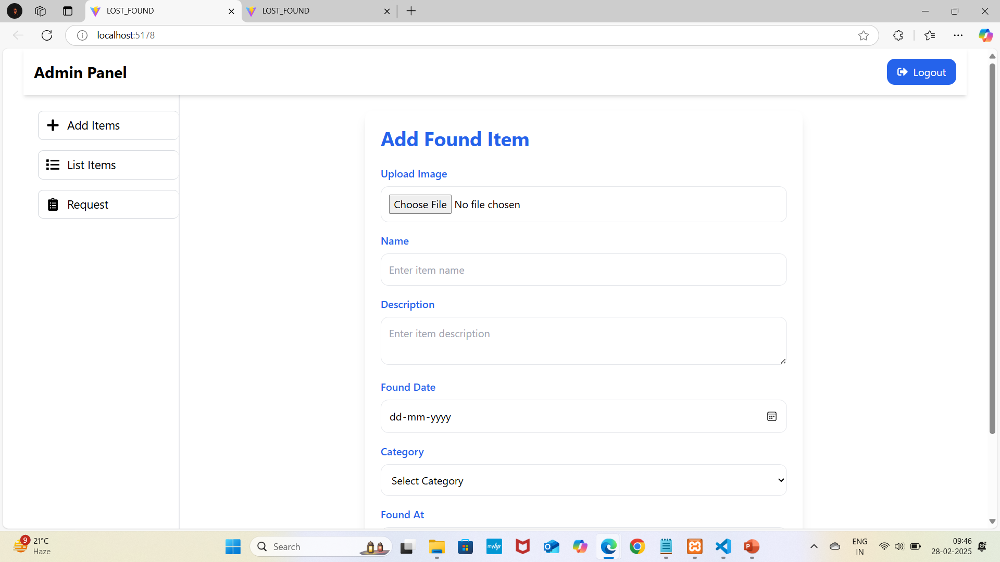 LOST_FOUND
LOST_FOUND
localhost:5178
Admin Panel
Logout
Add Items
List Items
Request
Add Found Item
Upload Image
Choose File No file chosen
Name
Enter item name
Description
Enter item description
Found Date
dd-mm-yyyy
Category
Select Category
Found At
9
21°C
Haze
Search
myhp
ENG
IN
09:46
28-02-2025